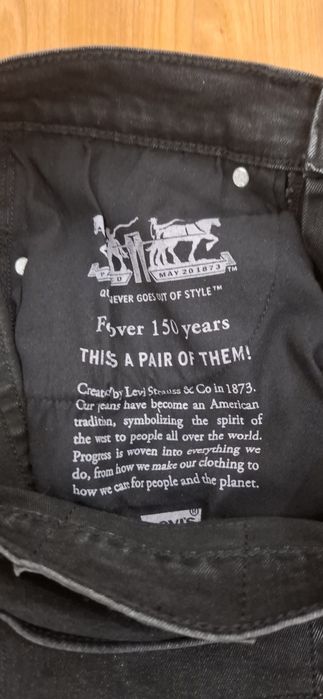 MAY 20 1873 TM
NEVER GOES OUT OF STYLE™
For over 150 years
THIS A PAIR OF THEM!
Created by Levi Strauss & Co in 1873.
Our jeans have become an American
tradition, symbolizing the spirit of
the west to people all over the world.
Progress is woven into everything we
do, from how we make our clothing to
how we care for people and the planet.
LEVI'S®